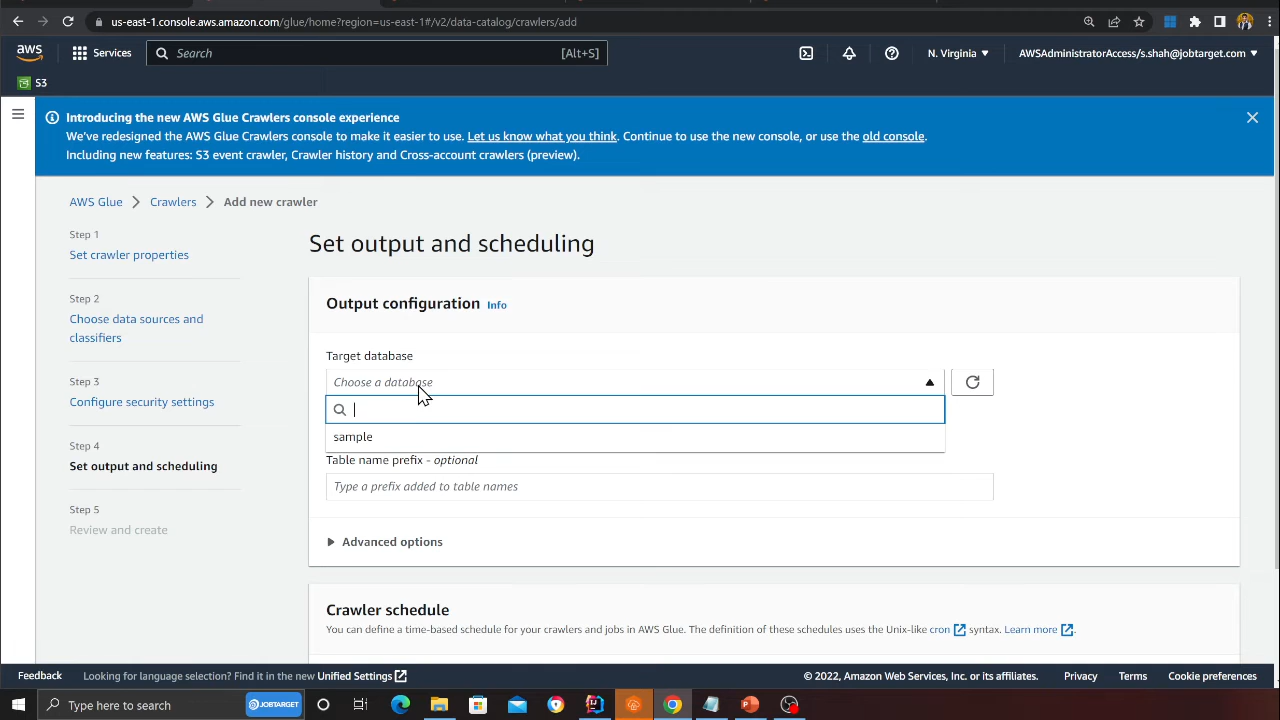 us-east-1.console.aws.amazon.com/glue/home?region=us-east-1#/v2/data-catalog/crawlers/add
aws
Services
Search
[Alt+S]
N. Virginia
AWSAdministratorAccess/s.shah@jobtarget.com
S3
Introducing the new AWS Glue Crawlers console experience
We've redesigned the AWS Glue Crawlers console to make it easier to use. Let us know what you think. Continue to use the new console, or use the old console.
Including new features: S3 event crawler, Crawler history and Cross-account crawlers (preview).
AWS Glue
Crawlers
Add new crawler
Step 1
Set crawler properties
Step 2
Choose data sources and
classifiers
Step 3
Configure security settings
Step 4
Set output and scheduling
Step 5
Review and create
Set output and scheduling
Output configuration Info
Target database
Choose a database
sample
Table name prefix - optional
Type a prefix added to table names
Advanced options
Crawler schedule
You can define a time-based schedule for your crawlers and jobs in AWS Glue. The definition of these schedules uses the Unix-like cron syntax. Learn more.
Feedback
Looking for language selection? Find it in the new Unified Settings
© 2022, Amazon Web Services, Inc. or its affiliates.
Privacy
Terms
Cookie preferences
Type here to search
JOBTARGET